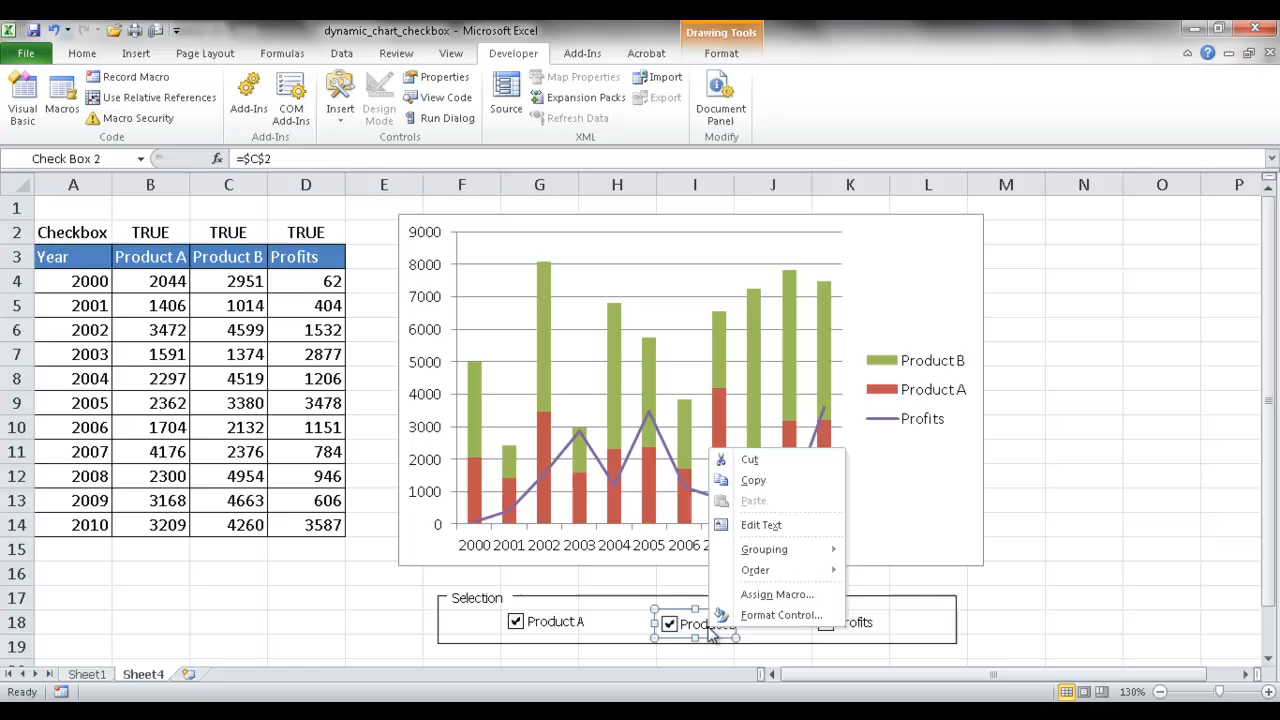 dynamic_chart_checkbox - Microsoft Excel
Drawing Tools
File Home Insert Page Layout Formulas Data Review View Developer Add-Ins Acrobat Format
Visual Basic
Macros
Record Macro
Use Relative References
Macro Security
Code
Add-Ins
COM Add-Ins
Add-Ins
Insert
Design Mode
Properties
View Code
Run Dialog
Controls
Source
Map Properties
Expansion Packs
Refresh Data
Import
Export
XML
Document Panel
Modify
Check Box 2 fx =$C$2
A B C D E F G H I J K L M N O P
1
2 Checkbox TRUE TRUE TRUE
3 Year Product A Product B Profits
4 2000 2044 2951 62
5 2001 1406 1014 404
6 2002 3472 4599 1532
7 2003 1591 1374 2877
8 2004 2297 4519 1206
9 2005 2362 3380 3478
10 2006 1704 2132 1151
11 2007 4176 2376 784
12 2008 2300 4954 946
13 2009 3168 4663 606
14 2010 3209 4260 3587
15
16
17
18
19
9000
8000
7000
6000
5000
4000
3000
2000
1000
0
2000 2001 2002 2003 2004 2005 2006
Product B
Product A
Profits
Cut
Copy
Paste
Edit Text
Grouping
Order
Assign Macro...
Format Control...
Selection
Product A
Sheet1 Sheet4
Ready 130%